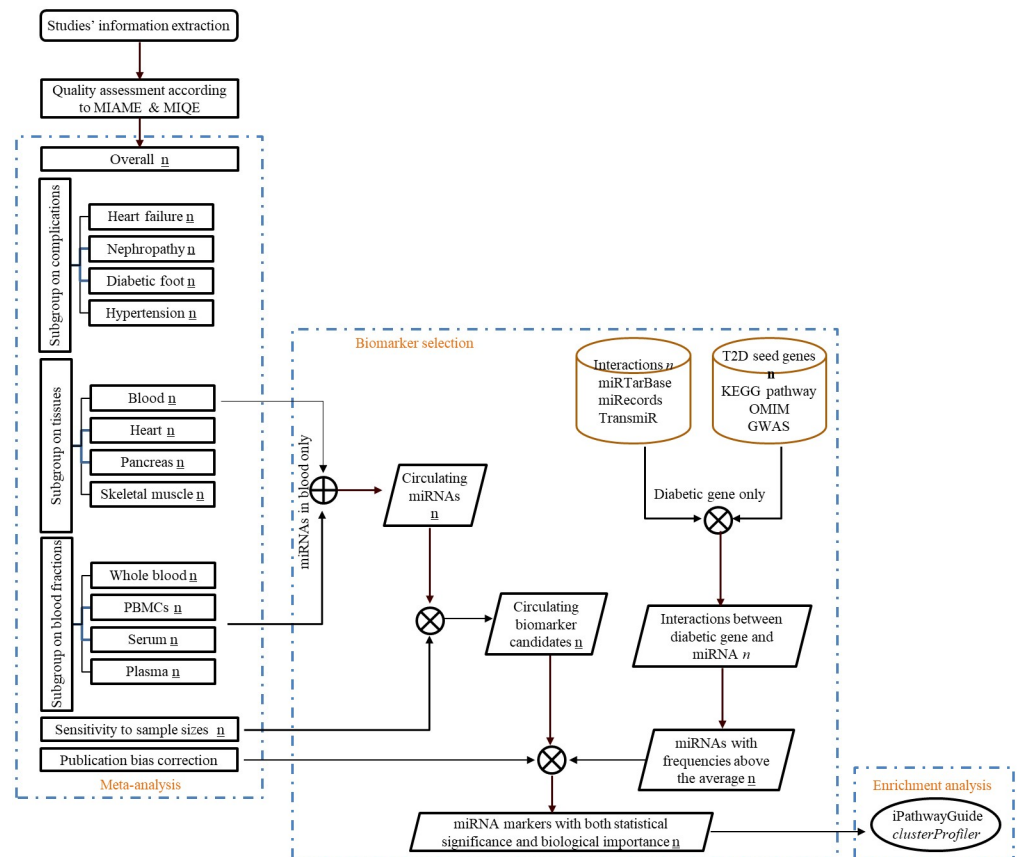 Studies' information extraction
Quality assessment according
to MIAME & MIQE
Overall n
Subgroup on complications
Heart failure n
Nephropathy n
Diabetic foot n
Hypertension n
Subgroup on tissues
Blood n
Heart n
Pancreas n
Skeletal muscle n
Subgroup on blood fractions
Whole blood n
PBMCs n
Serum n
Plasma n
Sensitivity to sample sizes n
Publication bias correction
Meta-analysis
Biomarker selection
miRNAs in blood only
Circulating
miRNAs
n
Circulating
biomarker
candidates n
Interactions n
miRTarBase
miRecords
TransmiR
T2D seed genes
n
KEGG pathway
OMIM
GWAS
Diabetic gene only
Interactions between
diabetic gene and
miRNA n
miRNAs with
frequencies above
the average n
miRNA markers with both statistical
significance and biological importance n
Enrichment analysis
iPathwayGuide
clusterProfiler